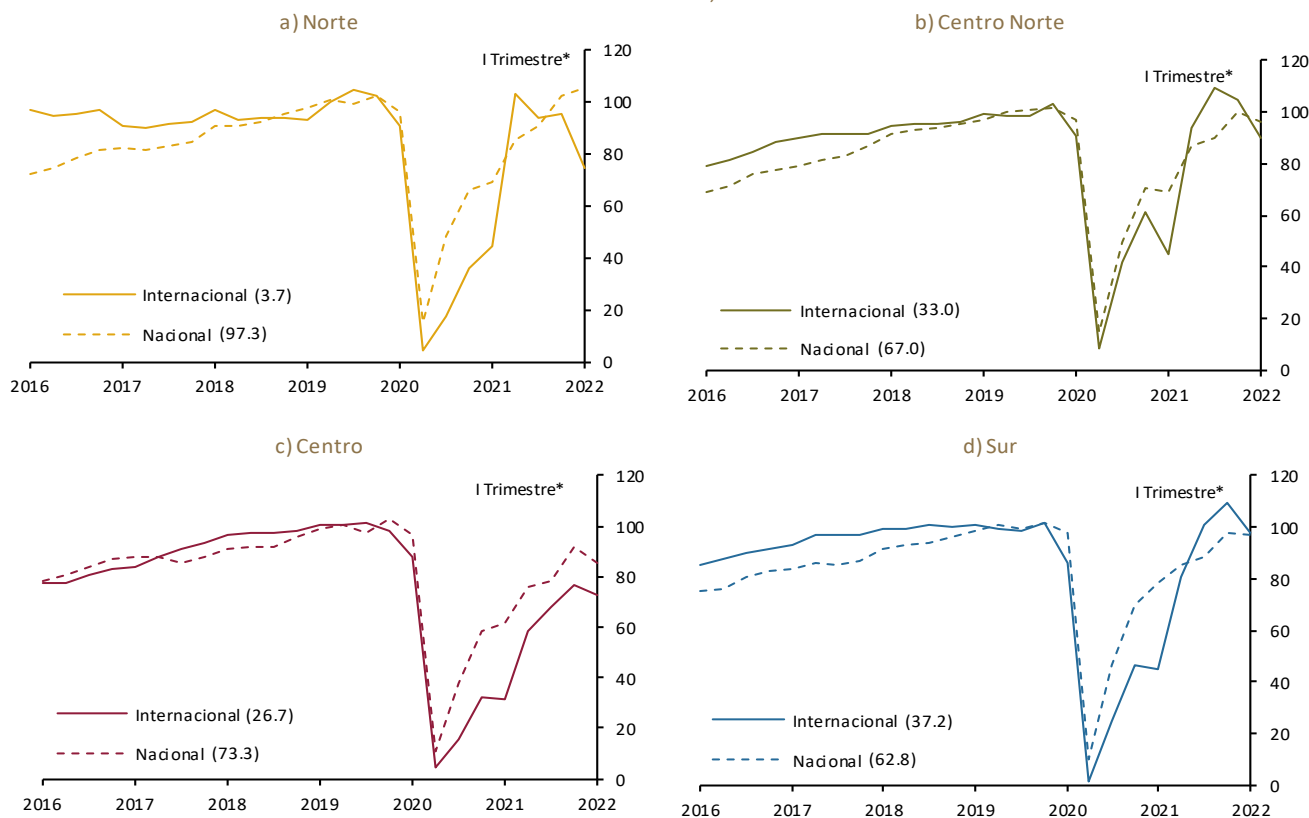 a) Norte
I Trimestre*
120
100
80
60
40
20
0
Internacional (3.7)
Nacional (97.3)
2016 2017 2018 2019 2020 2021 2022
b) Centro Norte
I Trimestre*
120
100
80
60
40
20
0
Internacional (33.0)
Nacional (67.0)
2016 2017 2018 2019 2020 2021 2022
c) Centro
I Trimestre*
120
100
80
60
40
20
0
Internacional (26.7)
Nacional (73.3)
2016 2017 2018 2019 2020 2021 2022
d) Sur
I Trimestre*
120
100
80
60
40
20
0
Internacional (37.2)
Nacional (62.8)
2016 2017 2018 2019 2020 2021 2022